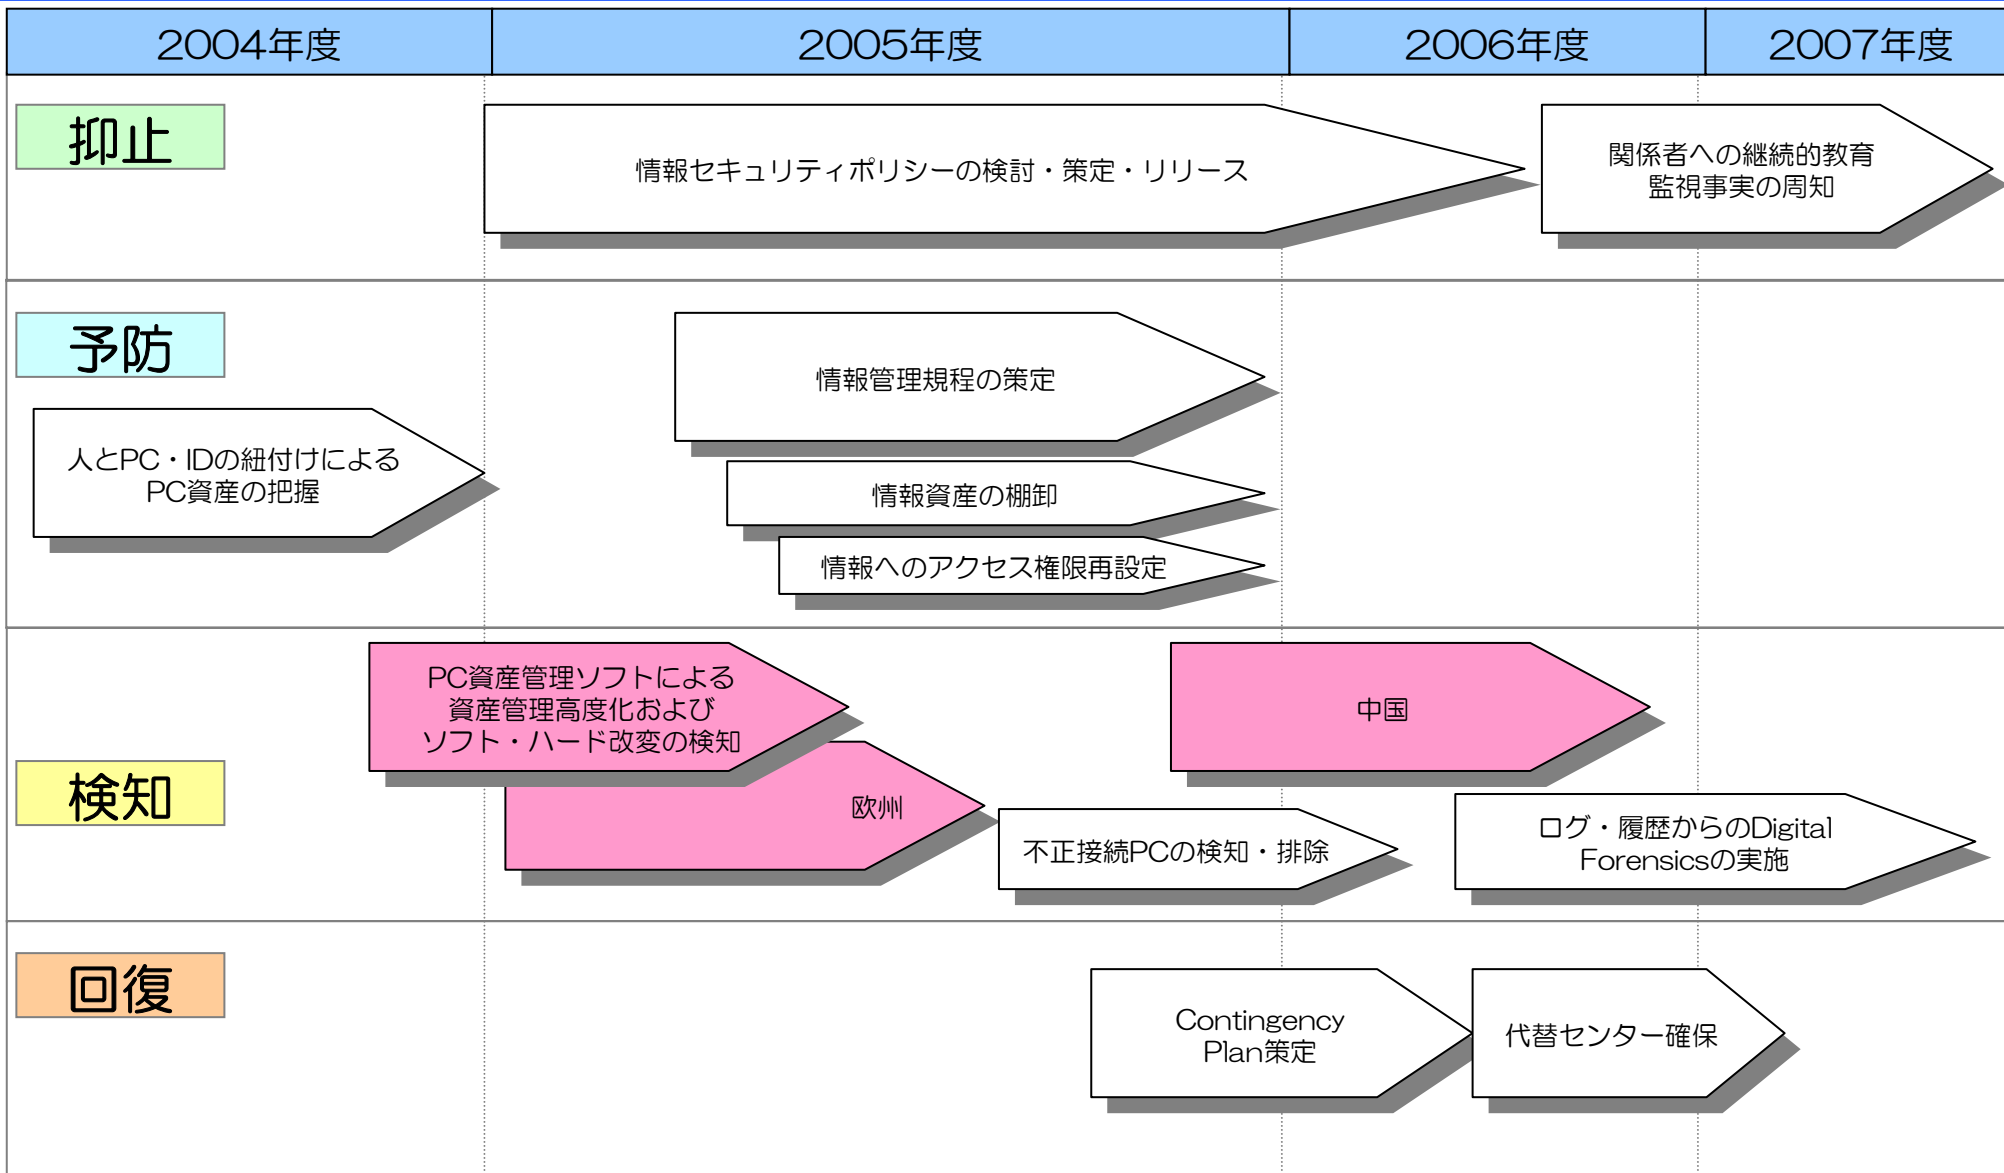 2004年度
2005年度
2006年度
2007年度
抑止
情報セキュリティポリシーの検討・策定・リリース
関係者への継続的教育
監視事実の周知
予防
情報管理規程の策定
人とPC・IDの紐付けによる
PC資産の把握
情報資産の棚卸
情報へのアクセス権限再設定
検知
PC資産管理ソフトによる
資産管理高度化および
ソフト・ハード改変の検知
中国
欧州
不正接続PCの検知・排除
ログ・履歴からのDigital
Forensicsの実施
回復
Contingency
Plan策定
代替センター確保